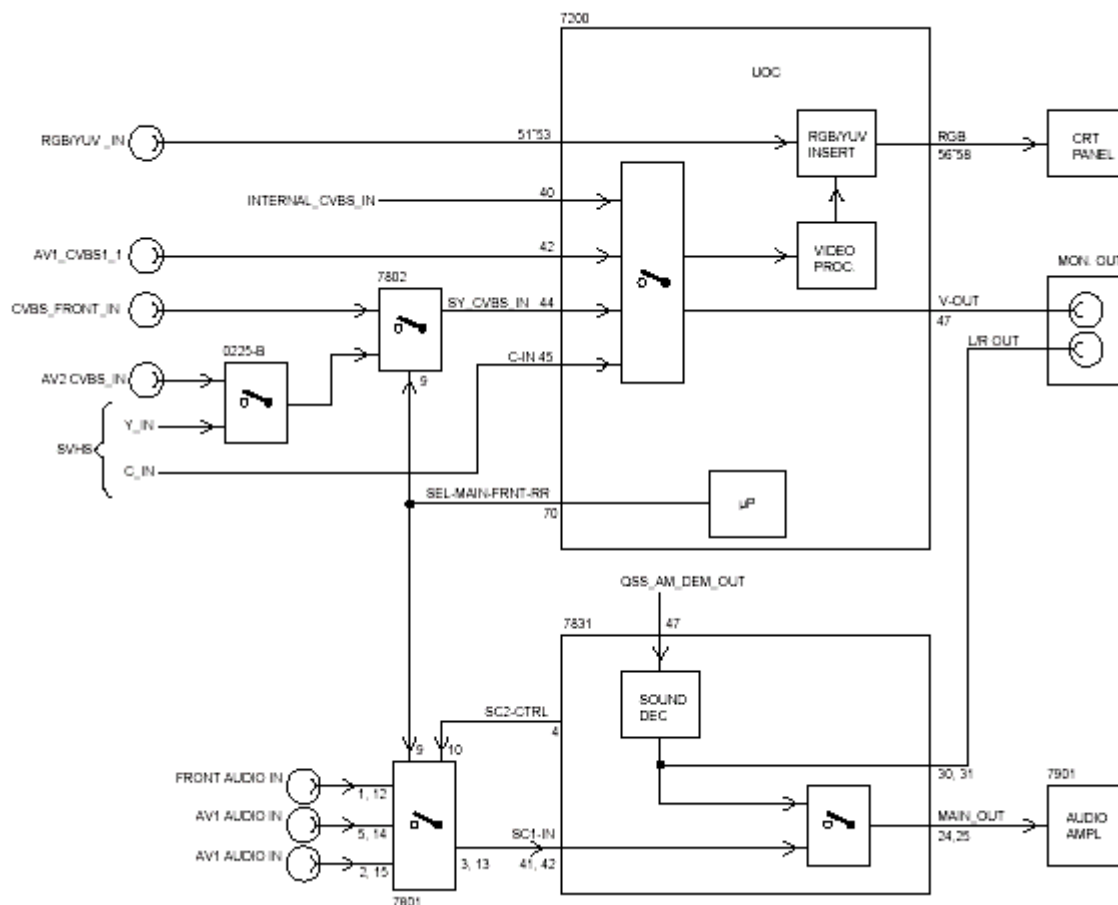 7200
UOC
RGB/YUV _IN
51*53
RGB/YUV
INSERT
RGB
56*58
CRT
PANEL
INTERNAL_CVBS_IN
40
AV1_CVBS1_1
42
VIDEO
PROC.
MON. OUT
7802
CVBS_FRONT_IN
SY_CVBS_IN 44
V-OUT
47
L/R OUT
0225-B
C-IN 45
AV2 CVBS_IN
9
Y_IN
SVHS
C_IN
SEL-MAIN-FRNT-RR
70
µP
QSS_AM_DEM_OUT
7831
47
SOUND
DEC
SC2-CTRL
4
9
10
FRONT AUDIO IN
1, 12
30, 31
7901
AV1 AUDIO IN
5, 14
SC1-IN
MAIN_OUT
24,25
AUDIO
AMPL
AV1 AUDIO IN
2, 15
3, 13
41, 42
7801